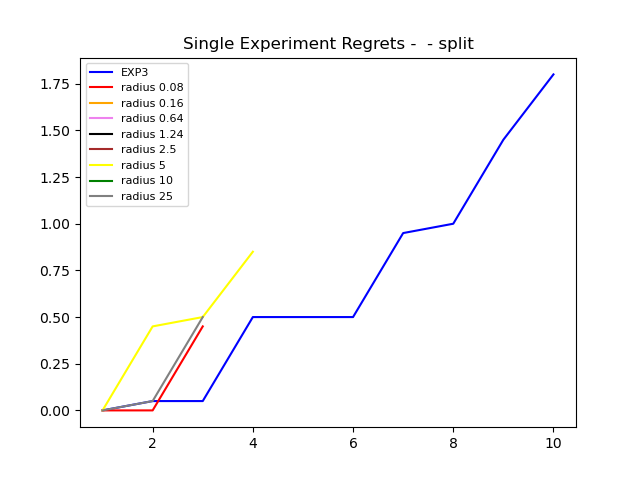 Single Experiment Regrets -  - split
EXP3
radius 0.08
radius 0.16
radius 0.64
radius 1.24
radius 2.5
radius 5
radius 10
radius 25
1.75
1.50
1.25
1.00
0.75
0.50
0.25
0.00
2 4 6 8 10